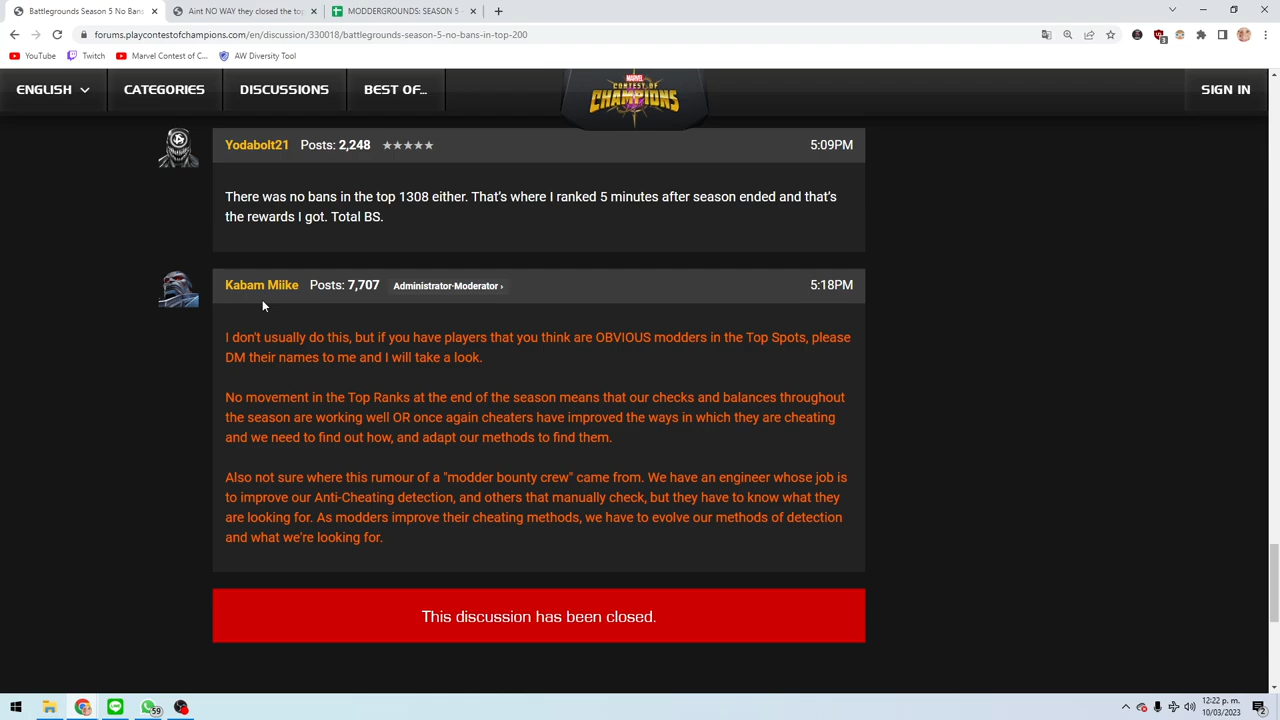 Battlegrounds Season 5 No Bans
Aint NO WAY they closed the top
MODDERGROUNDS: SEASON 5 -
forums.playcontestofchampions.com/en/discussion/330018/battlegrounds-season-5-no-bans-in-top-200
3
YouTube
Twitch
Marvel Contest of C...
AW Diversity Tool
ENGLISH
CATEGORIES
DISCUSSIONS
BEST OF...
MARVEL
CONTEST OF
CHAMPIONS
SIGN IN
Yodabolt21 Posts: 2,248 ★★★★★ 5:09PM
There was no bans in the top 1308 either. That's where I ranked 5 minutes after season ended and that's
the rewards I got. Total BS.
Kabam Miike Posts: 7,707 Administrator·Moderator › 5:18PM
I don't usually do this, but if you have players that you think are OBVIOUS modders in the Top Spots, please
DM their names to me and I will take a look.
No movement in the Top Ranks at the end of the season means that our checks and balances throughout
the season are working well OR once again cheaters have improved the ways in which they are cheating
and we need to find out how, and adapt our methods to find them.
Also not sure where this rumour of a "modder bounty crew" came from. We have an engineer whose job is
to improve our Anti-Cheating detection, and others that manually check, but they have to know what they
are looking for. As modders improve their cheating methods, we have to evolve our methods of detection
and what we're looking for.
This discussion has been closed.
59
12:22 p. m.
10/03/2023
2